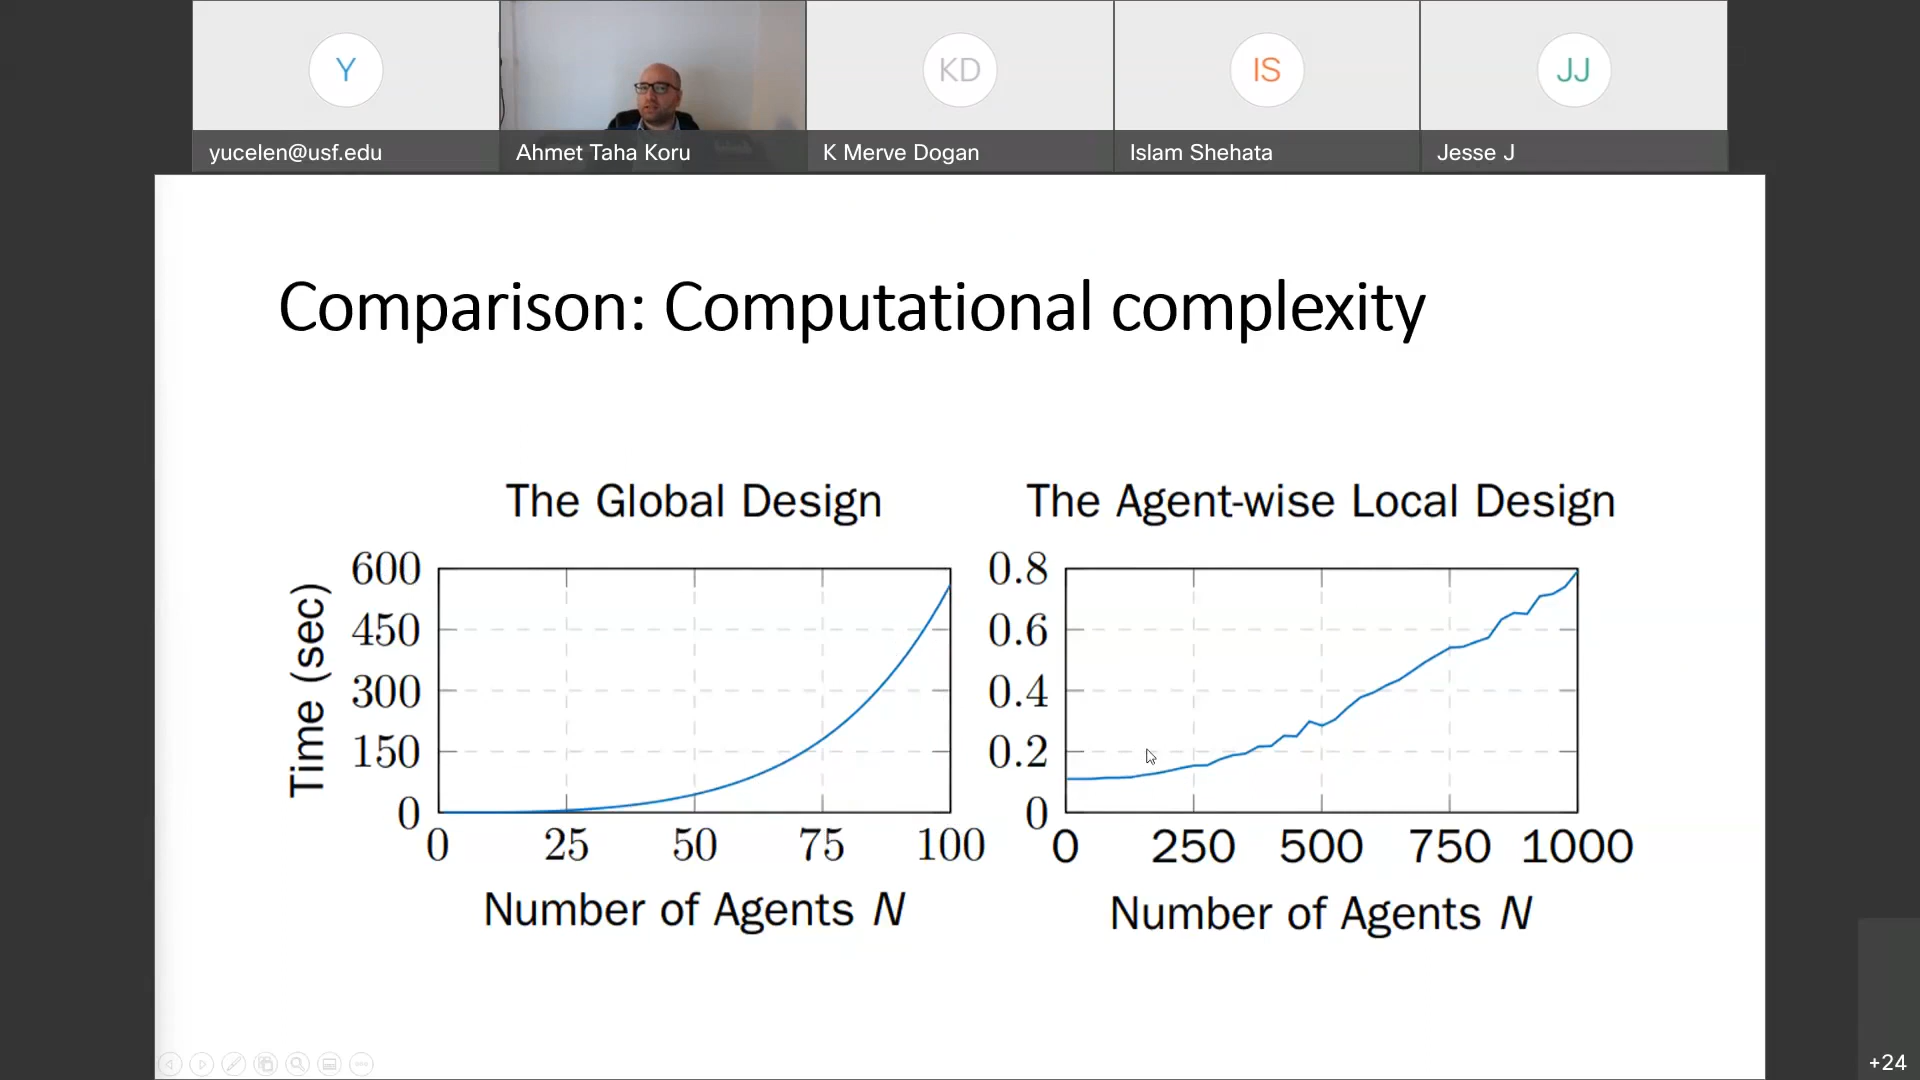 Y
KD
IS
JJ
yucelen@usf.edu
Ahmet Taha Koru
K Merve Dogan
Islam Shehata
Jesse J
Comparison: Computational complexity
The Global Design
Time (sec)
600
450
300
150
0
0 25 50 75 100
Number of Agents N
The Agent-wise Local Design
0.8
0.6
0.4
0.2
0
0 250 500 750 1000
Number of Agents N
+24